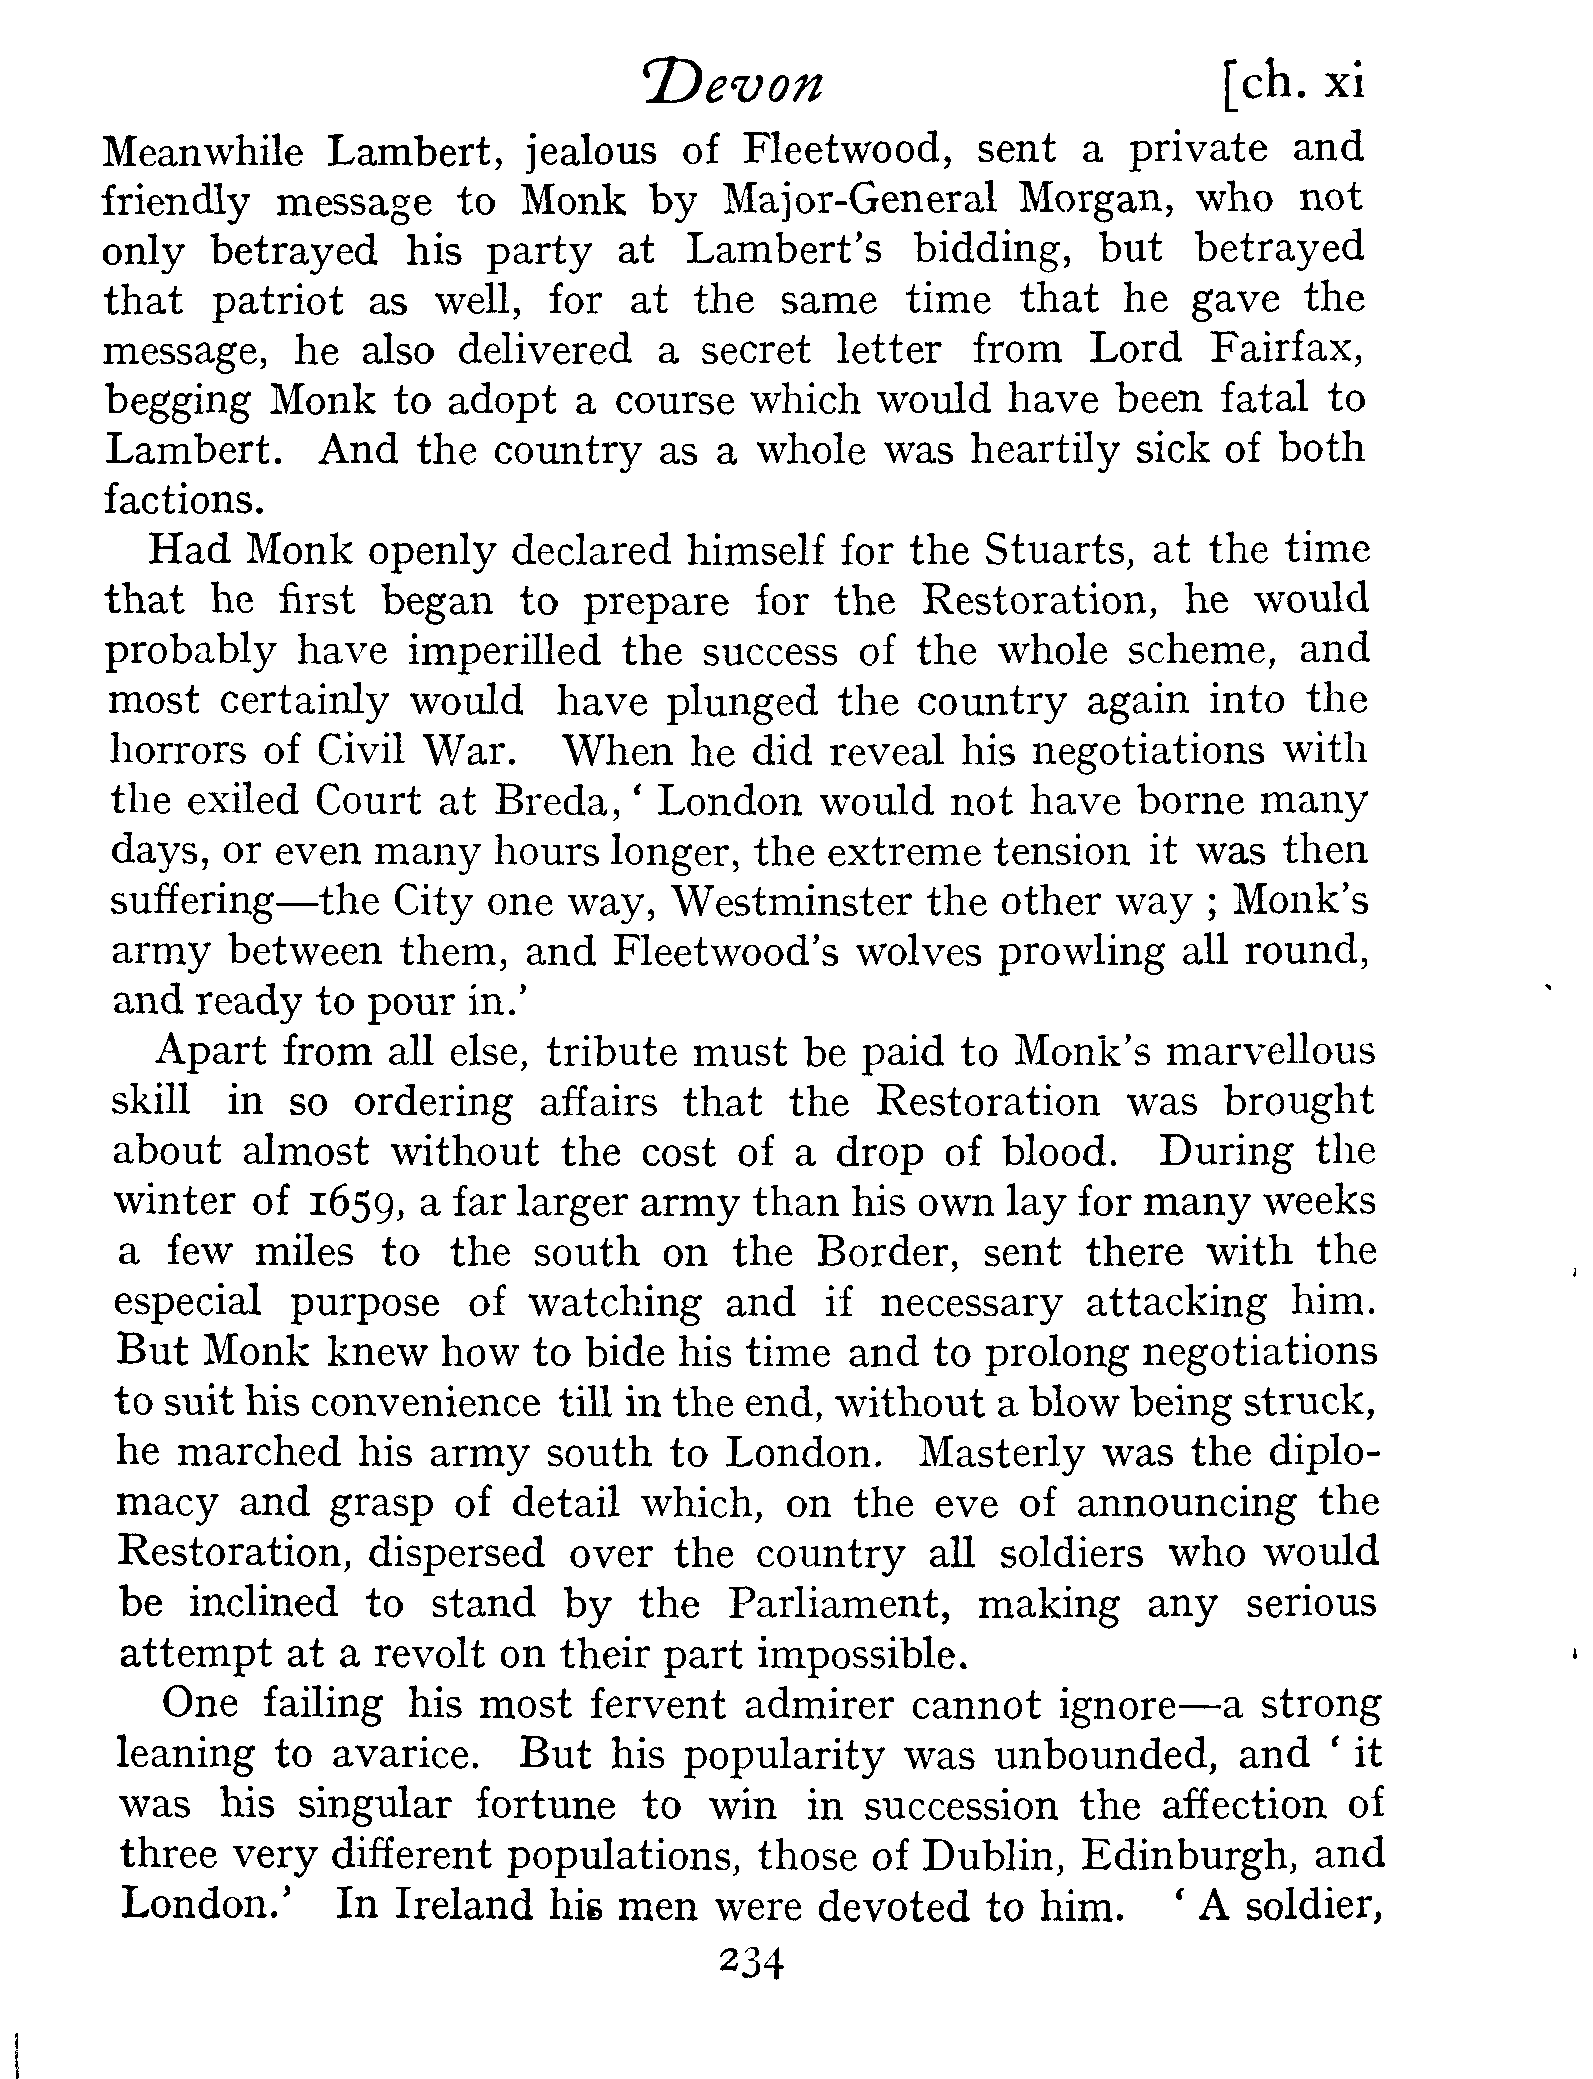 Devon [ch. xi
Meanwhile Lambert, jealous of Fleetwood, sent a private and
friendly message to Monk by Major-General Morgan, who not
only betrayed his party at Lambert's bidding, but betrayed
that patriot as well, for at the same time that he gave the
message, he also delivered a secret letter from Lord Fairfax,
begging Monk to adopt a course which would have been fatal to
Lambert. And the country as a whole was heartily sick of both
factions.
Had Monk openly declared himself for the Stuarts, at the time
that he first began to prepare for the Restoration, he would
probably have imperilled the success of the whole scheme, and
most certainly would have plunged the country again into the
horrors of Civil War. When he did reveal his negotiations with
the exiled Court at Breda, ‘ London would not have borne many
days, or even many hours longer, the extreme tension it was then
suffering—the City one way, Westminster the other way ; Monk's
army between them, and Fleetwood's wolves prowling all round,
and ready to pour in.’
Apart from all else, tribute must be paid to Monk's marvellous
skill in so ordering affairs that the Restoration was brought
about almost without the cost of a drop of blood. During the
winter of 1659, a far larger army than his own lay for many weeks
a few miles to the south on the Border, sent there with the
especial purpose of watching and if necessary attacking him.
But Monk knew how to bide his time and to prolong negotiations
to suit his convenience till in the end, without a blow being struck,
he marched his army south to London. Masterly was the diplo-
macy and grasp of detail which, on the eve of announcing the
Restoration, dispersed over the country all soldiers who would
be inclined to stand by the Parliament, making any serious
attempt at a revolt on their part impossible.
One failing his most fervent admirer cannot ignore—a strong
leaning to avarice. But his popularity was unbounded, and ‘ it
was his singular fortune to win in succession the affection of
three very different populations, those of Dublin, Edinburgh, and
London.’ In Ireland his men were devoted to him. ‘ A soldier,
234